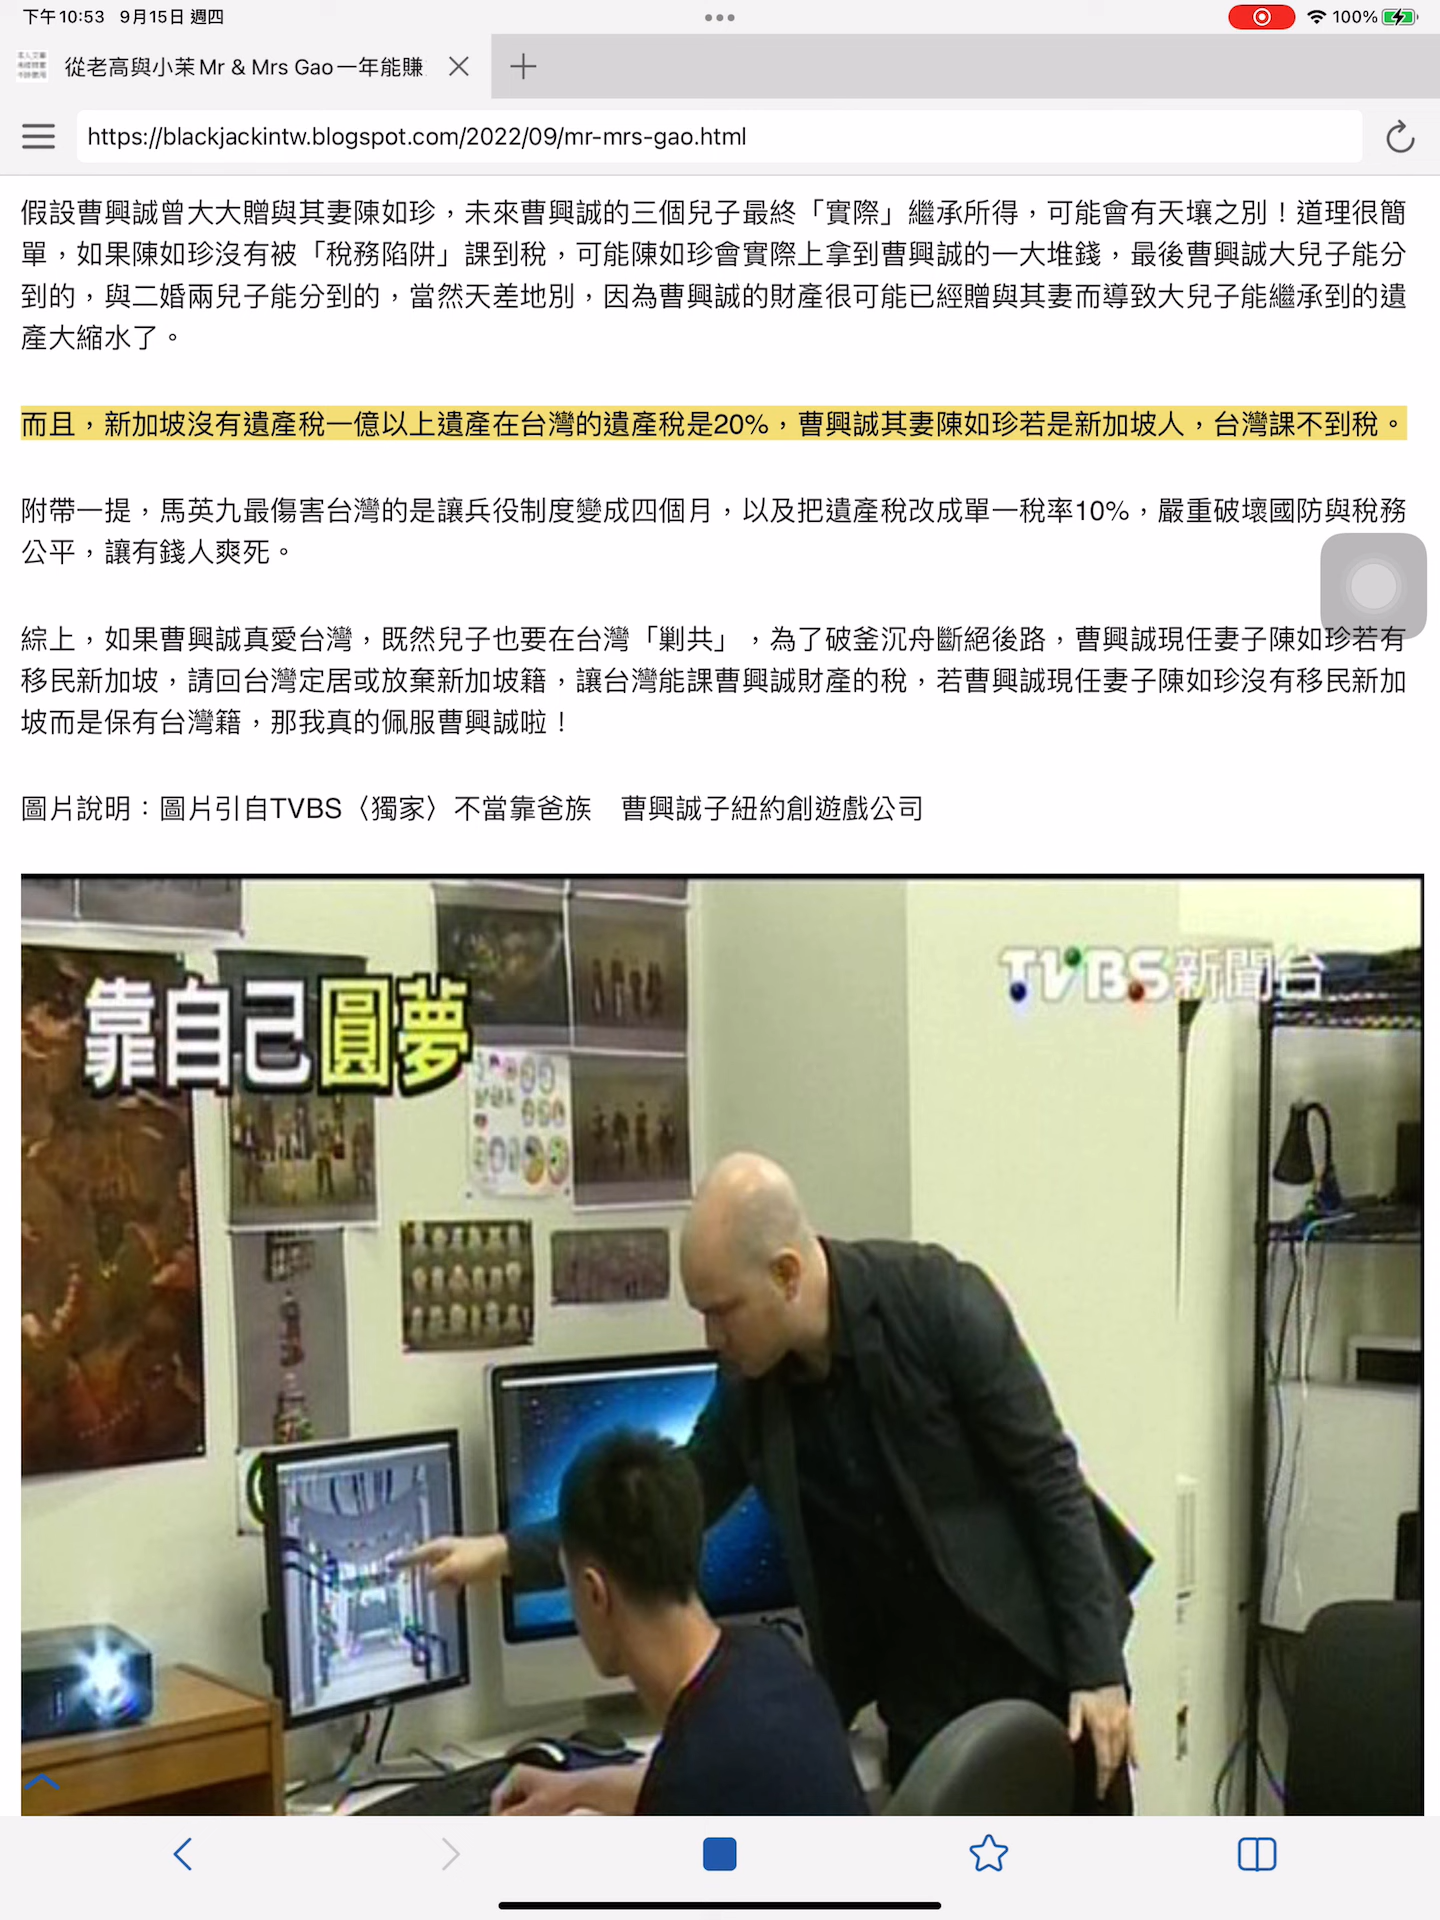 下午10:53 9月15日 週四
100%
從老高與小茉Mr & Mrs Gao一年能賺
https://blackjackintw.blogspot.com/2022/09/mr-mrs-gao.html
假設曹興誠曾大大贈與其妻陳如珍，未來曹興誠的三個兒子最終「實際」繼承所得，可能會有天壤之別！道理很簡
單，如果陳如珍沒有被「稅務陷阱」課到稅，可能陳如珍會實際上拿到曹興誠的一大堆錢，最後曹興誠大兒子能分
到的，與二婚兩兒子能分到的，當然天差地別，因為曹興誠的財產很可能已經贈與其妻而導致大兒子能繼承到的遺
產大縮水了。
而且，新加坡沒有遺產稅一億以上遺產在台灣的遺產稅是20%，曹興誠其妻陳如珍若是新加坡人，台灣課不到稅。
附帶一提，馬英九最傷害台灣的是讓兵役制度變成四個月，以及把遺產稅改成單一稅率10%，嚴重破壞國防與稅務
公平，讓有錢人爽死。
綜上，如果曹興誠真愛台灣，既然兒子也要在台灣「剿共」，為了破釜沉舟斷絕後路，曹興誠現任妻子陳如珍若有
移民新加坡，請回台灣定居或放棄新加坡籍，讓台灣能課曹興誠財產的稅，若曹興誠現任妻子陳如珍沒有移民新加
坡而是保有台灣籍，那我真的佩服曹興誠啦！
圖片說明：圖片引自TVBS〈獨家〉不當靠爸族　曹興誠子紐約創遊戲公司
TVBS新聞台
靠自己圓夢